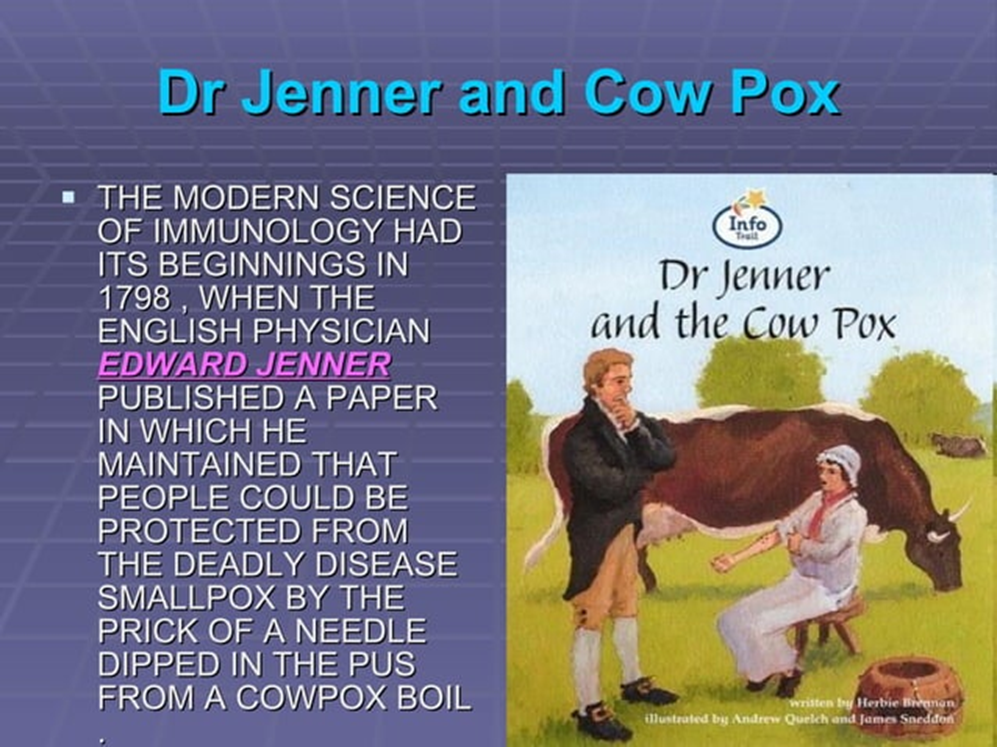 Dr Jenner and Cow Pox
THE MODERN SCIENCE
OF IMMUNOLOGY HAD
ITS BEGINNINGS IN
1798 , WHEN THE
ENGLISH PHYSICIAN
EDWARD JENNER
PUBLISHED A PAPER
IN WHICH HE
MAINTAINED THAT
PEOPLE COULD BE
PROTECTED FROM
THE DEADLY DISEASE
SMALLPOX BY THE
PRICK OF A NEEDLE
DIPPED IN THE PUS
FROM A COWPOX BOIL
.
Info
Trail
Dr Jenner
and the Cow Pox
written by Herbie Brennan
illustrated by Andrew Quelch and James Sneddon